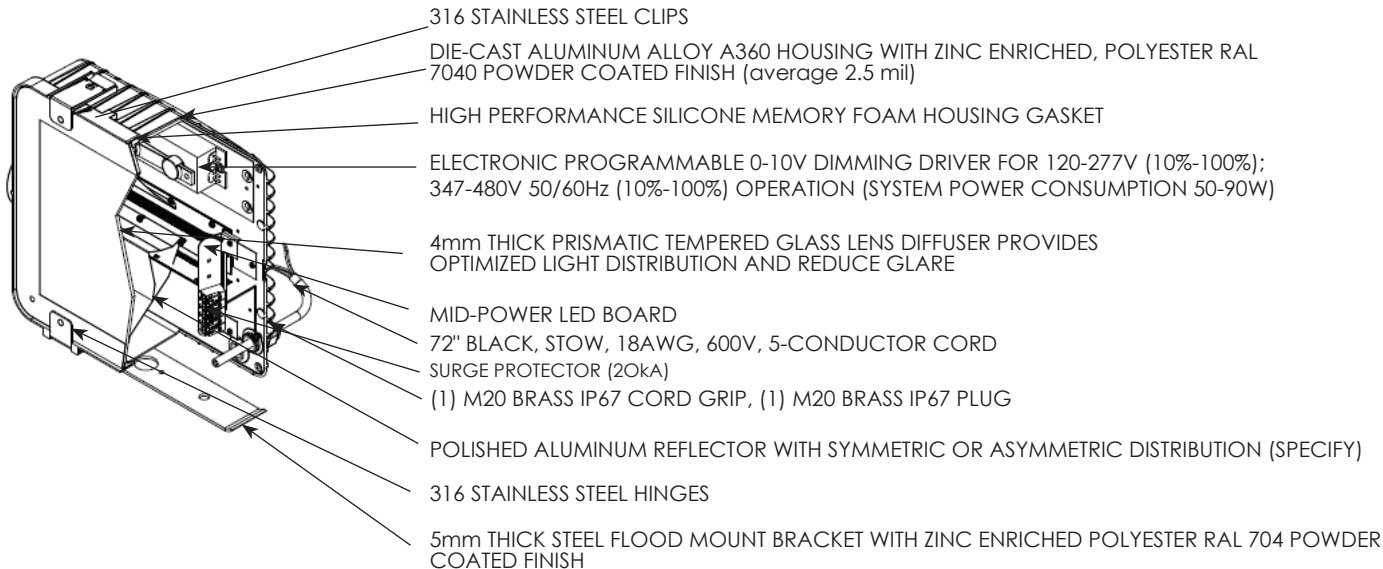 316 STAINLESS STEEL CLIPS
DIE-CAST ALUMINUM ALLOY A360 HOUSING WITH ZINC ENRICHED, POLYESTER RAL
7040 POWDER COATED FINISH (average 2.5 mil)
HIGH PERFORMANCE SILICONE MEMORY FOAM HOUSING GASKET
ELECTRONIC PROGRAMMABLE 0-10V DIMMING DRIVER FOR 120-277V (10%-100%);
347-480V 50/60Hz (10%-100%) OPERATION (SYSTEM POWER CONSUMPTION 50-90W)
4mm THICK PRISMATIC TEMPERED GLASS LENS DIFFUSER PROVIDES
OPTIMIZED LIGHT DISTRIBUTION AND REDUCE GLARE
MID-POWER LED BOARD
72" BLACK, STOW, 18AWG, 600V, 5-CONDUCTOR CORD
SURGE PROTECTOR (2OkA)
(1) M20 BRASS IP67 CORD GRIP, (1) M20 BRASS IP67 PLUG
POLISHED ALUMINUM REFLECTOR WITH SYMMETRIC OR ASYMMETRIC DISTRIBUTION (SPECIFY)
316 STAINLESS STEEL HINGES
5mm THICK STEEL FLOOD MOUNT BRACKET WITH ZINC ENRICHED POLYESTER RAL 704 POWDER
COATED FINISH